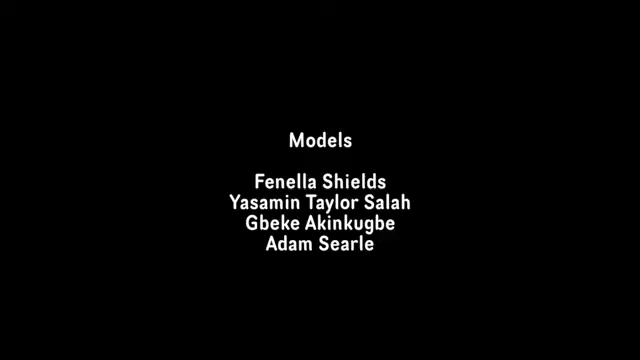 Models
Fenella Shields
Yasamin Taylor Salah
Gbeke Akinkugbe
Adam Searle